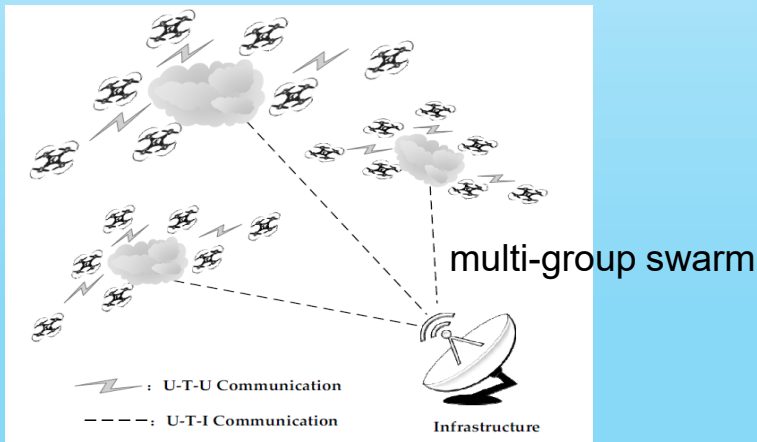 multi-group swarm
: U-T-U Communication
: U-T-I Communication
Infrastructure